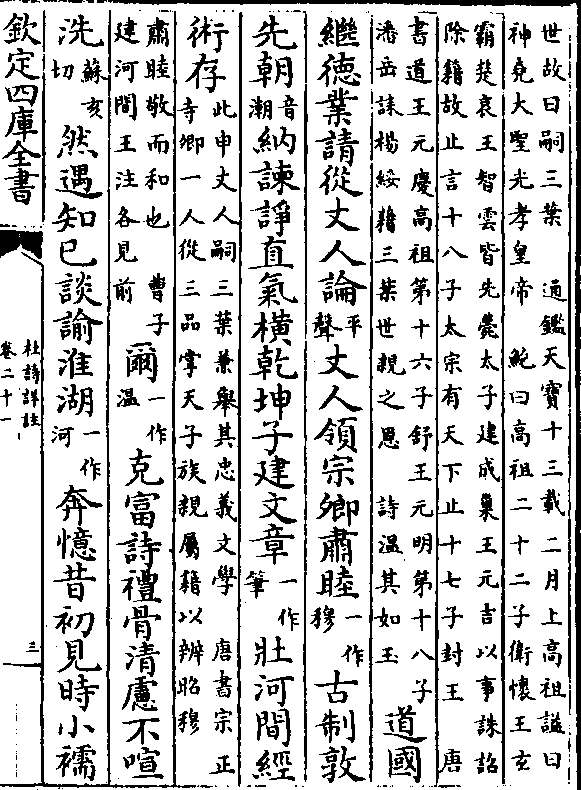 世故曰嗣三葉　通鑑天寶十三載二月上高祖諡曰
神堯大聖光孝皇帝　鮑曰高祖二十二子衛懷王玄
霸楚哀王智雲皆先薨太子建成巢王元吉以事誅詔
除籍故止言十八子太宗有天下止十七子封王　唐
書道王元慶高祖第十六子舒王元明第十八子
潘岳誄楊綏籍三葉世親之恩　詩溫其如玉
道國
繼德業請從丈人論平聲丈人領宗卿肅睦一作穆古制敦
先朝音潮納諫諍直氣橫乾坤子建文章一作筆壯河間經
術存此申丈人嗣三葉兼舉其忠義文學　唐書宗正
寺卿一人從三品掌天子族親屬籍以辨昭穆
肅睦敬而和也　曹子
建河間王注各見前
爾一作溫克富詩禮骨清慮不喧
洗蘇亥切然遇知已談諭淮湖一作河奔憶昔初見時小襦
欽定四庫全書
杜詩詳註
卷二十一
三